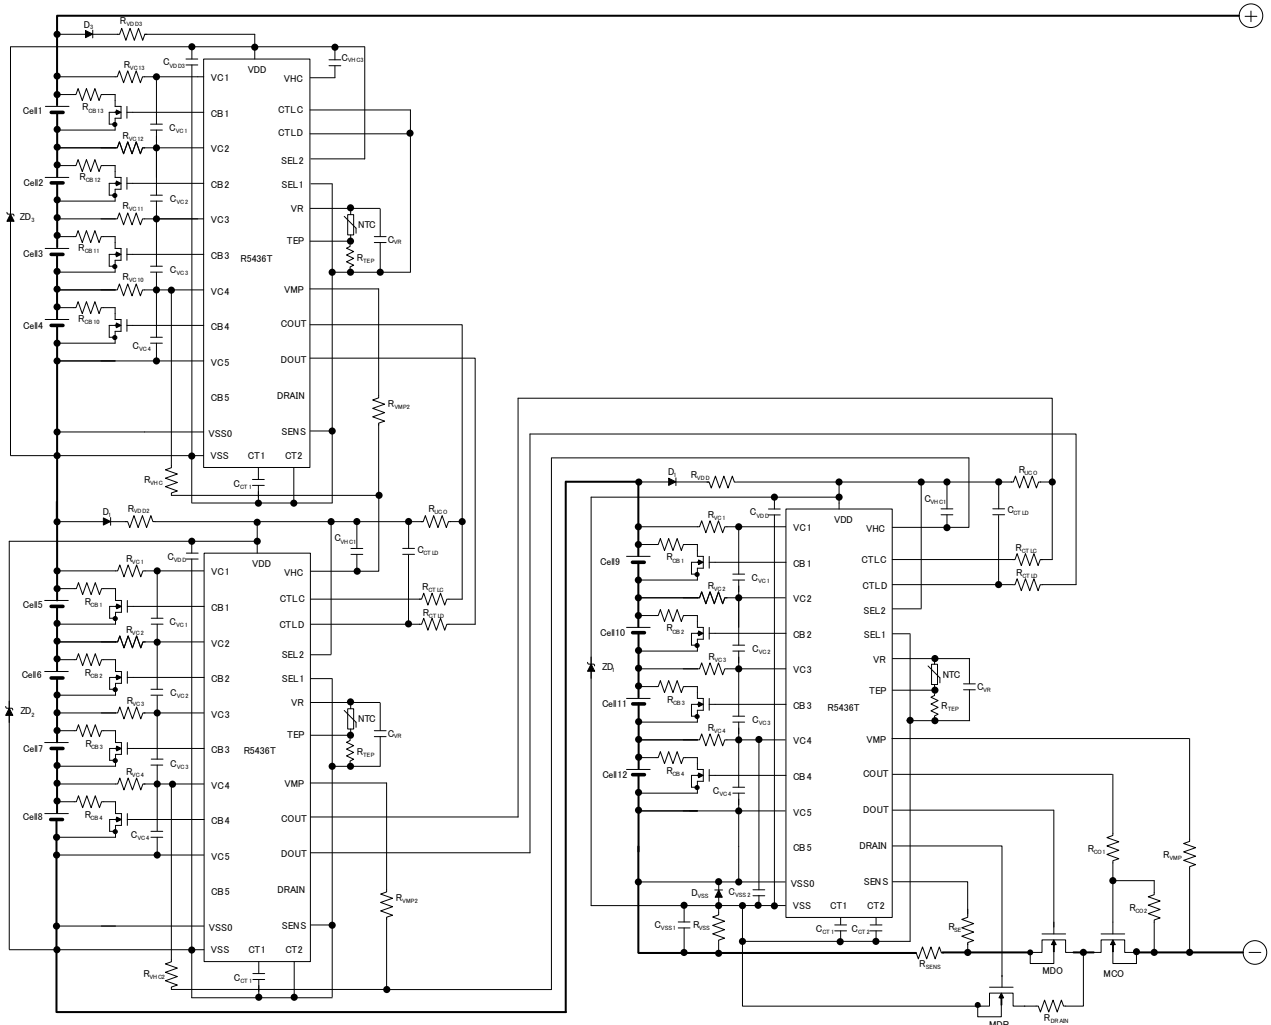 +
D3
RVDD3
CVDD3
CVHC3
VDD
VHC
VC1
CB1
VC2
CB2
VC3
CB3
VC4
CB4
VC5
CB5
VSS0
VSS
CT1
CT2
CTLC
CTLD
SEL2
SEL1
VR
TEP
VMP
COUT
DOUT
DRAIN
SENS
R5436T
RVC13
RCB13
Cell1
CVC1
RVC12
RCB12
Cell2
CVC2
RVC11
ZD3
RCB11
Cell3
CVC3
RVC10
RCB10
Cell4
CVC4
NTC
CVR
RTEP
RVMP2
RVHC
CCT1
RVDD2
RUCO
CVHC1
CCTLD
CVDD
VDD
VHC
VC1
CB1
VC2
CB2
VC3
CB3
VC4
CB4
VC5
CB5
VSS0
VSS
CT1
CT2
CTLC
CTLD
SEL2
SEL1
VR
TEP
VMP
COUT
DOUT
DRAIN
SENS
R5436T
RCTLC
RCTLD
RVC1
RCB1
Cell5
CVC1
RVC2
RCB2
Cell6
CVC2
RVC3
ZD2
RCB3
Cell7
CVC3
RVC4
RCB4
Cell8
CVC4
NTC
CVR
RTEP
RVMP2
RVHC2
CCT1
RVDD
RUCO
CVHC1
CCTLD
CVDD
VDD
VHC
VC1
CB1
VC2
CB2
VC3
CB3
VC4
CB4
VC5
CB5
VSS0
VSS
CT1
CT2
CTLC
CTLD
SEL2
SEL1
VR
TEP
VMP
COUT
DOUT
DRAIN
SENS
R5436T
RCTLC
RCTLD
RVC1
RCB1
Cell9
CVC1
RVC2
RCB2
Cell10
CVC2
RVC3
ZD1
RCB3
Cell11
CVC3
RVC4
RCB4
Cell12
CVC4
NTC
CVR
RTEP
DVSS
CVSS2
CVSS1
RVSS
CCT1
CCT2
RSE
RCO1
RCO2
RVMP
RSENS
MDO
MCO
−
RDRAIN